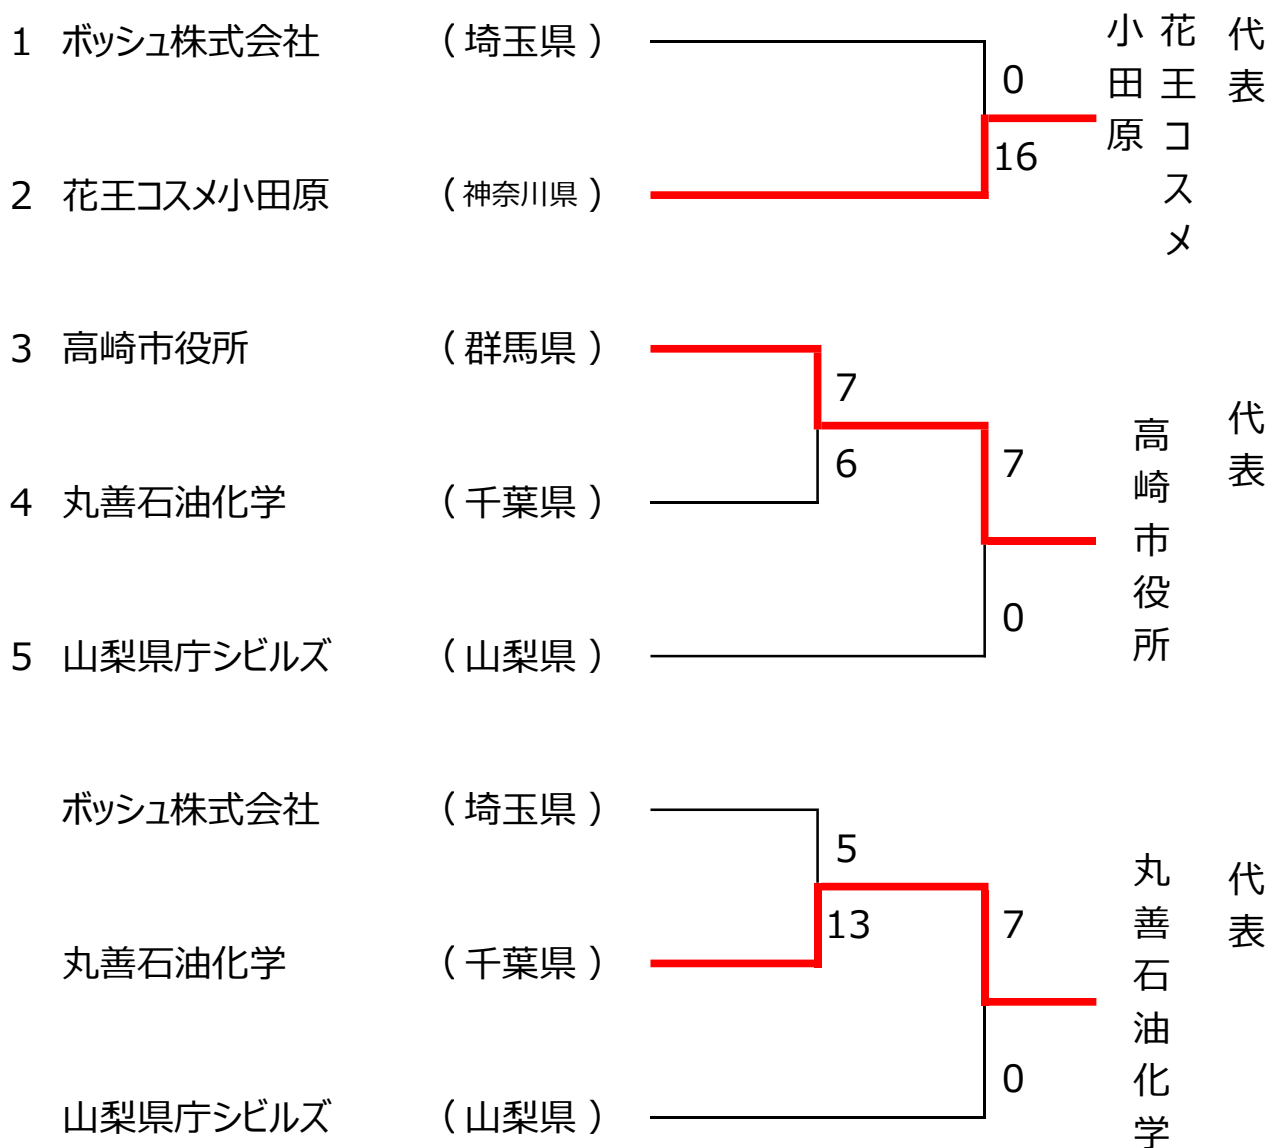 1 ボッシュ株式会社 ( 埼玉県 )
0
16
2 花王コスメ小田原 ( 神奈川県 )
花王コスメ
小田原
代表
3 高崎市役所 ( 群馬県 )
7
6
4 丸善石油化学 ( 千葉県 )
7
0
5 山梨県庁シビルズ ( 山梨県 )
高崎市役所
代表
ボッシュ株式会社 ( 埼玉県 )
5
13
丸善石油化学 ( 千葉県 )
7
0
山梨県庁シビルズ ( 山梨県 )
丸善石油化学
代表